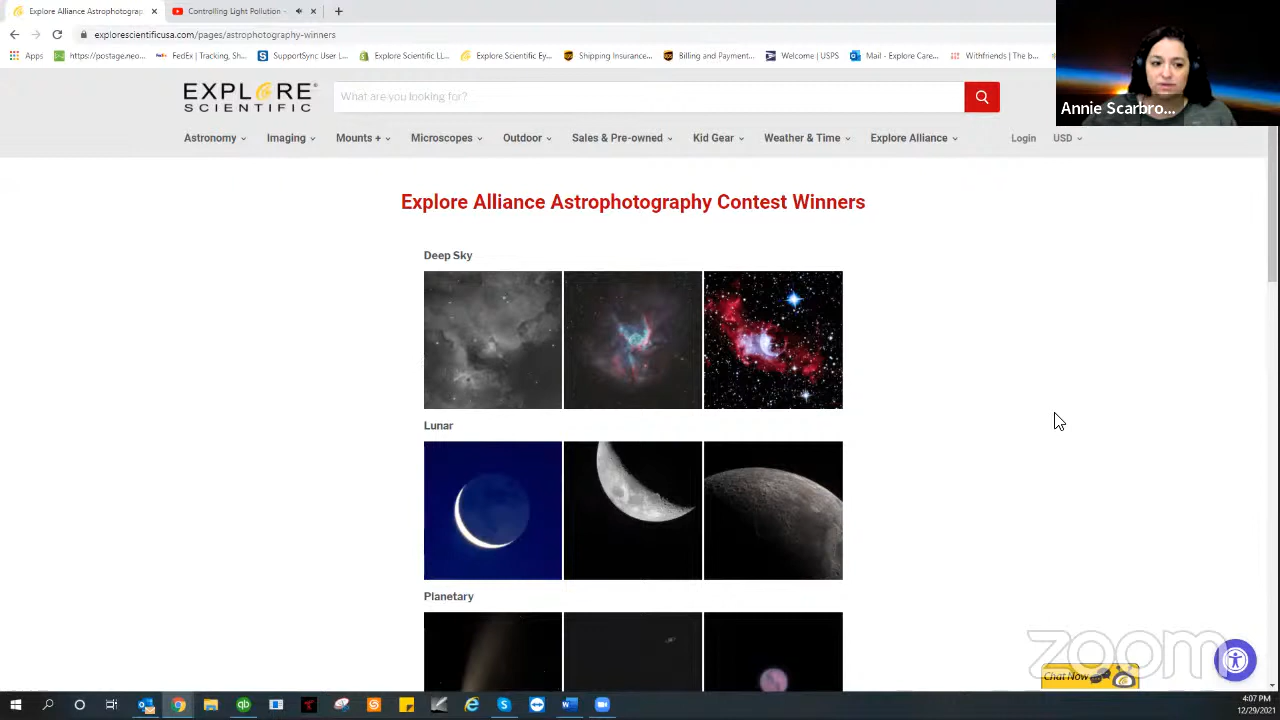 Explore Alliance Astrophotograp
Controlling Light Pollution -
explorescientificusa.com/pages/astrophotography-winners
Apps
https://postage.neo...
FedEx | Tracking, Sh...
SupportSync User L...
Explore Scientific LL...
Explore Scientific Ey...
Shipping Insurance...
Billing and Payment...
Welcome | USPS
Mail - Explore Care...
Withfriends | The b...
EXPLORE
SCIENTIFIC
What are you looking for?
Annie Scarbro...
Astronomy
Imaging
Mounts +
Microscopes
Outdoor
Sales & Pre-owned
Kid Gear
Weather & Time
Explore Alliance
Login
USD
Explore Alliance Astrophotography Contest Winners
Deep Sky
Lunar
Planetary
zoom
Chat Now
4:07 PM
12/29/2021